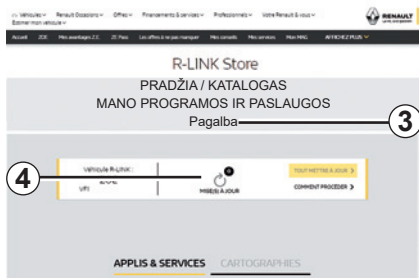 Véhicules Renault Occasions Offres Financements & services Professionnels Votre Renault & vous
Estimer mon véhicule
RENAULT
Accueil ZOE Mes avantages Z.E. ZE Pass Les offres à ne pas manquer Mes conseils Mes services Mon MAG AFFICHEZ PLUS
R-LINK Store
PRADŽIA / KATALOGAS
MANO PROGRAMOS IR PASLAUGOS
Pagalba
3
4
Véhicule R-LINK :
VF1
MISE(S) À JOUR
TOUT METTRE À JOUR
COMMENT PROCÉDER
APPLIS & SERVICES CARTOGRAPHIES